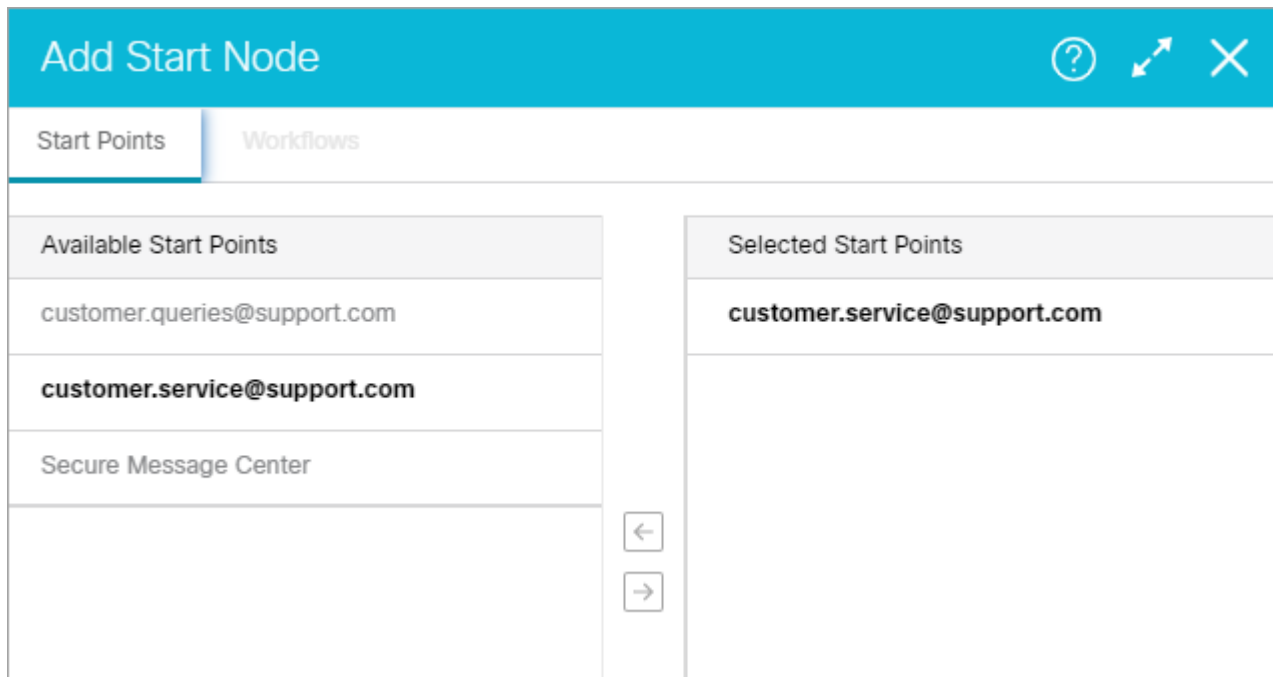 Add Start Node
Start Points
Workflows
Available Start Points
customer.queries@support.com
customer.service@support.com
Secure Message Center
Selected Start Points
customer.service@support.com